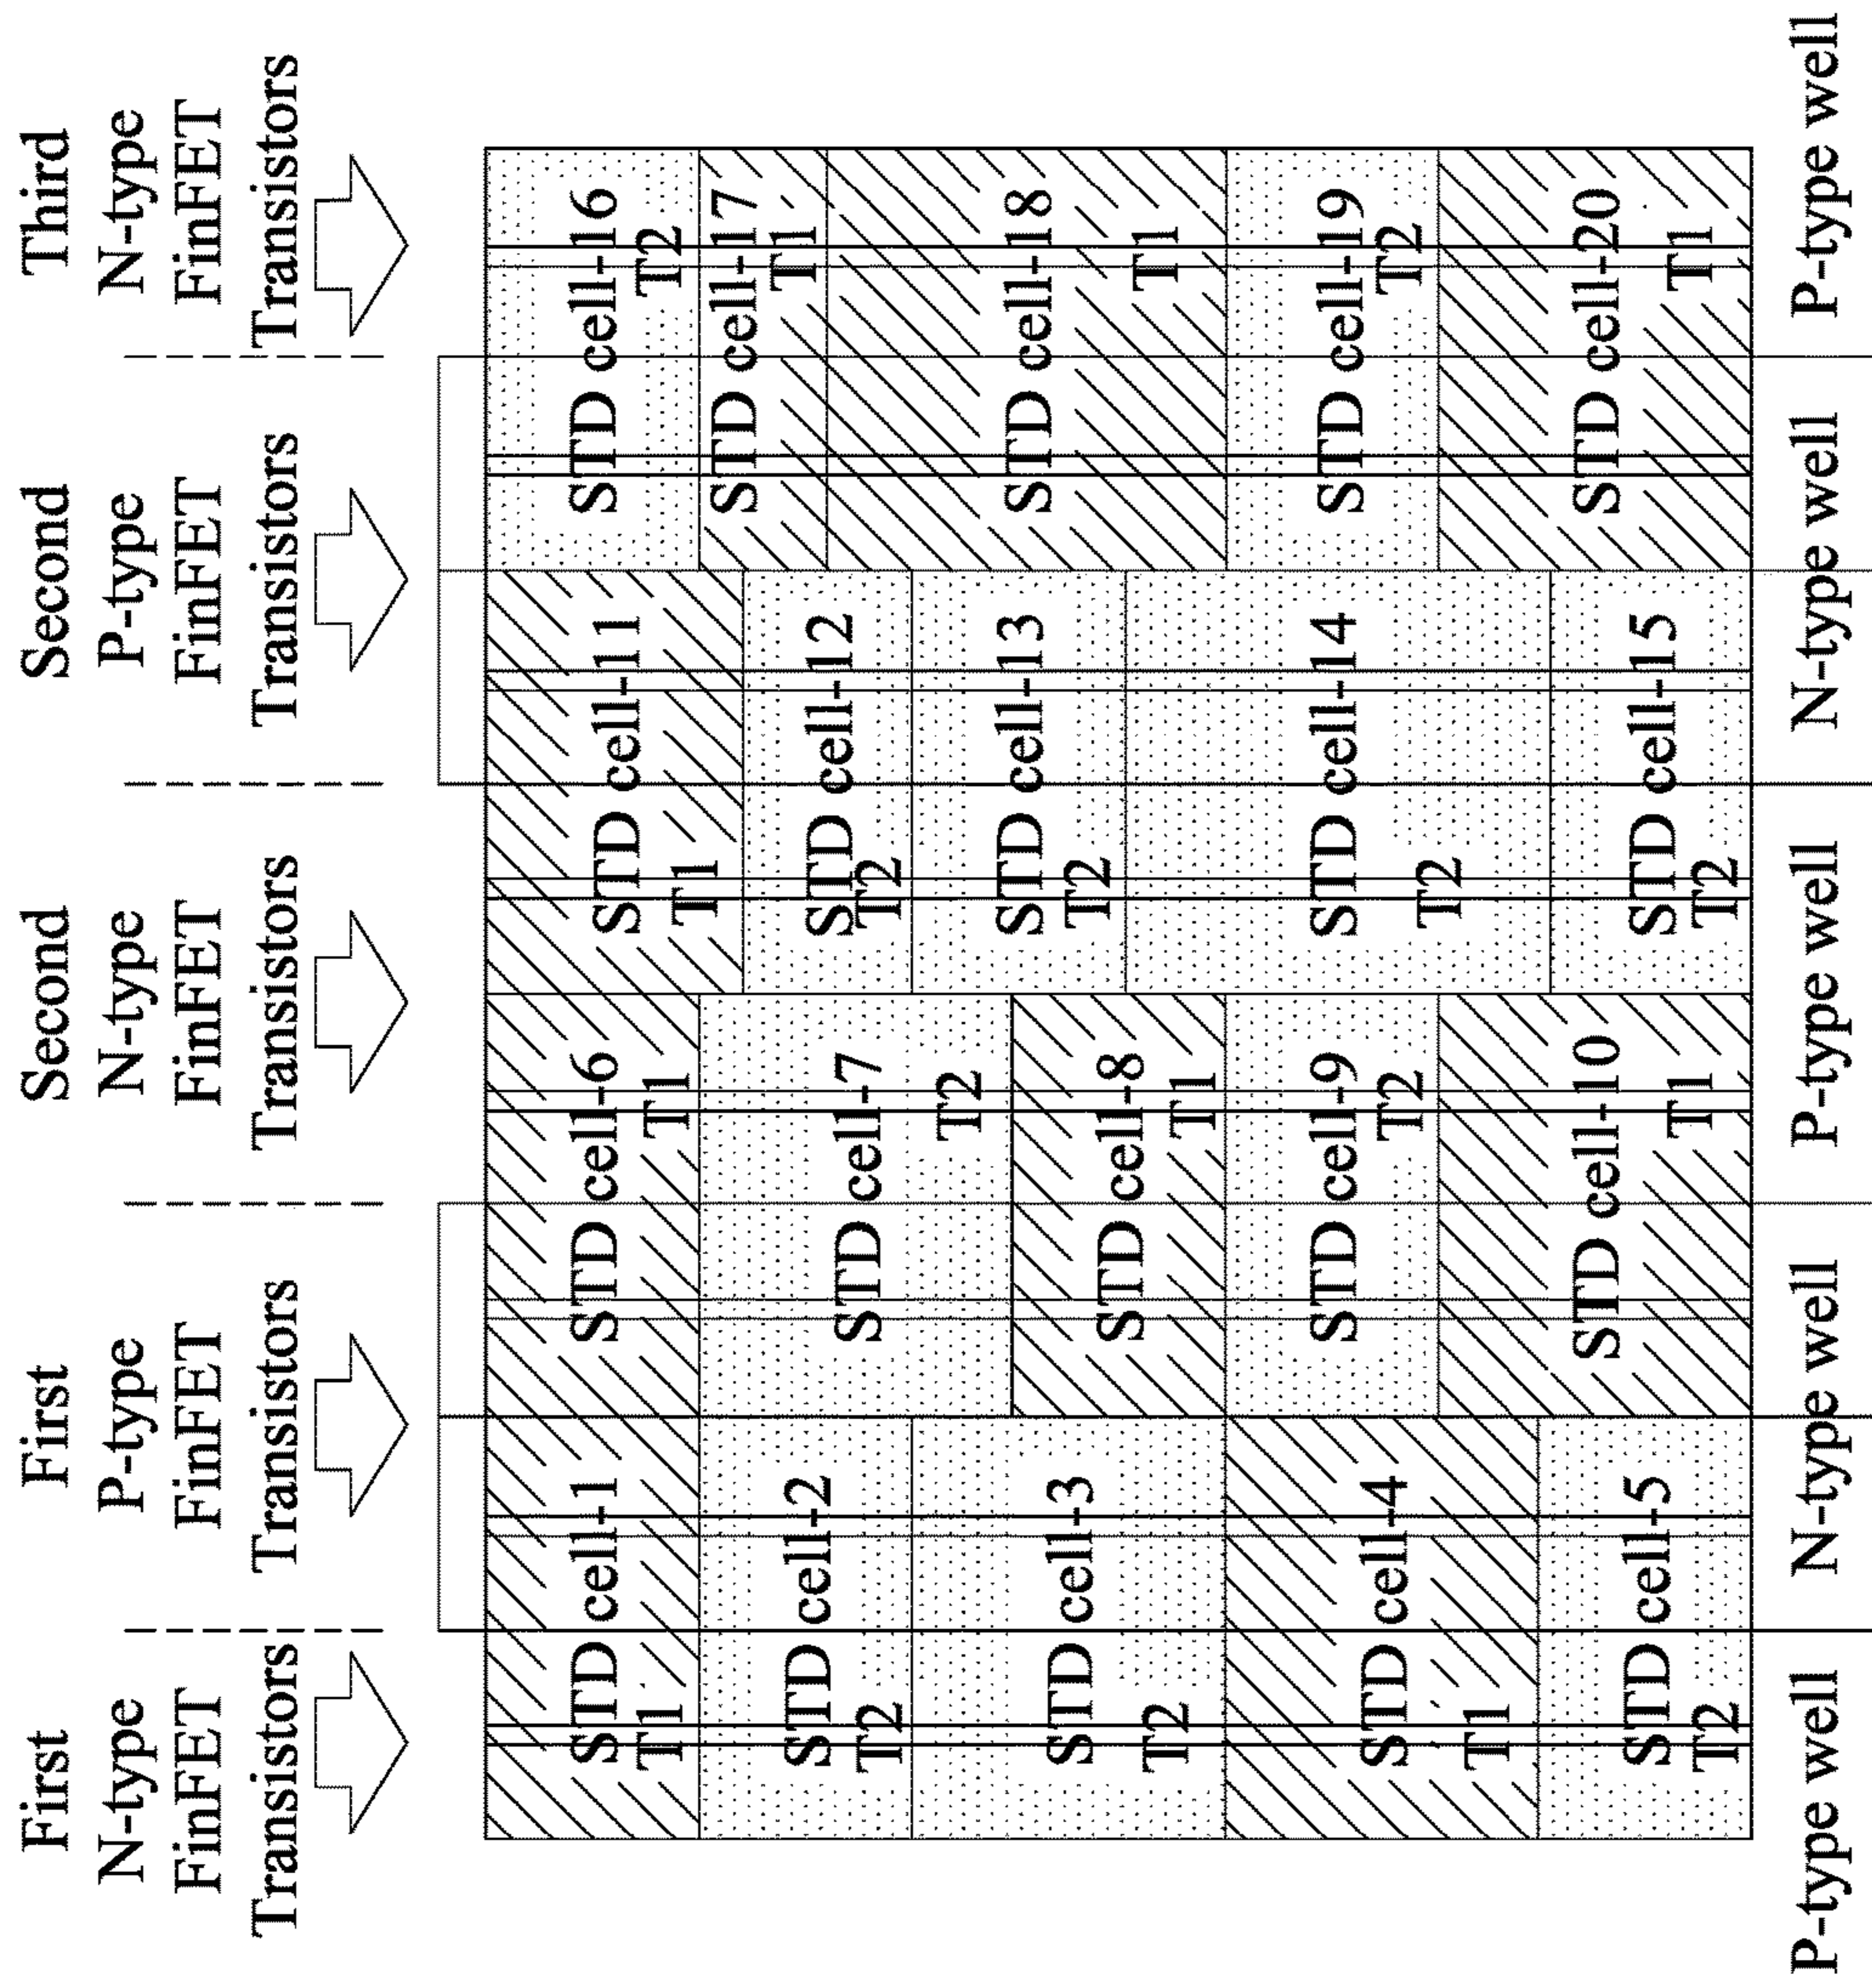 First
N-type
FinFET
Transistors
First
P-type
FinFET
Transistors
Second
N-type
FinFET
Transistors
Second
P-type
FinFET
Transistors
Third
N-type
FinFET
Transistors
STD cell-1
T1
STD cell-2
T2
STD cell-3
T2
STD cell-4
T1
STD cell-5
T2
STD cell-6
T1
STD cell-7
T2
STD cell-8
T1
STD cell-9
T2
STD cell-10
T1
STD cell-11
T1
STD cell-12
T2
STD cell-13
T2
STD cell-14
T2
STD cell-15
T2
STD cell-16
T2
STD cell-17
T1
STD cell-18
T1
STD cell-19
T2
STD cell-20
T1
P-type well
N-type well
P-type well
N-type well
P-type well